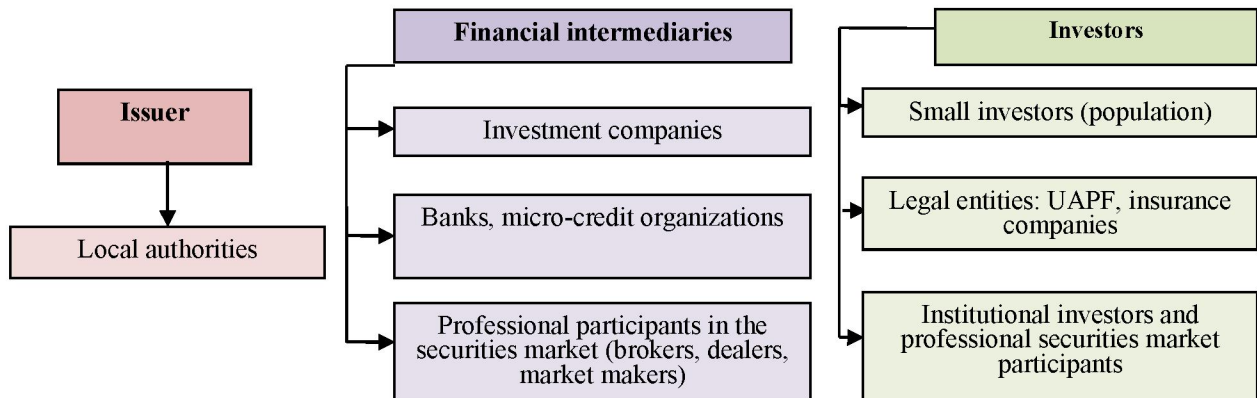 Issuer
Local authorities
Financial intermediaries
Investment companies
Banks, micro-credit organizations
Professional participants in the
securities market (brokers, dealers,
market makers)
Investors
Small investors (population)
Legal entities: UAPF, insurance
companies
Institutional investors and
professional securities market
participants